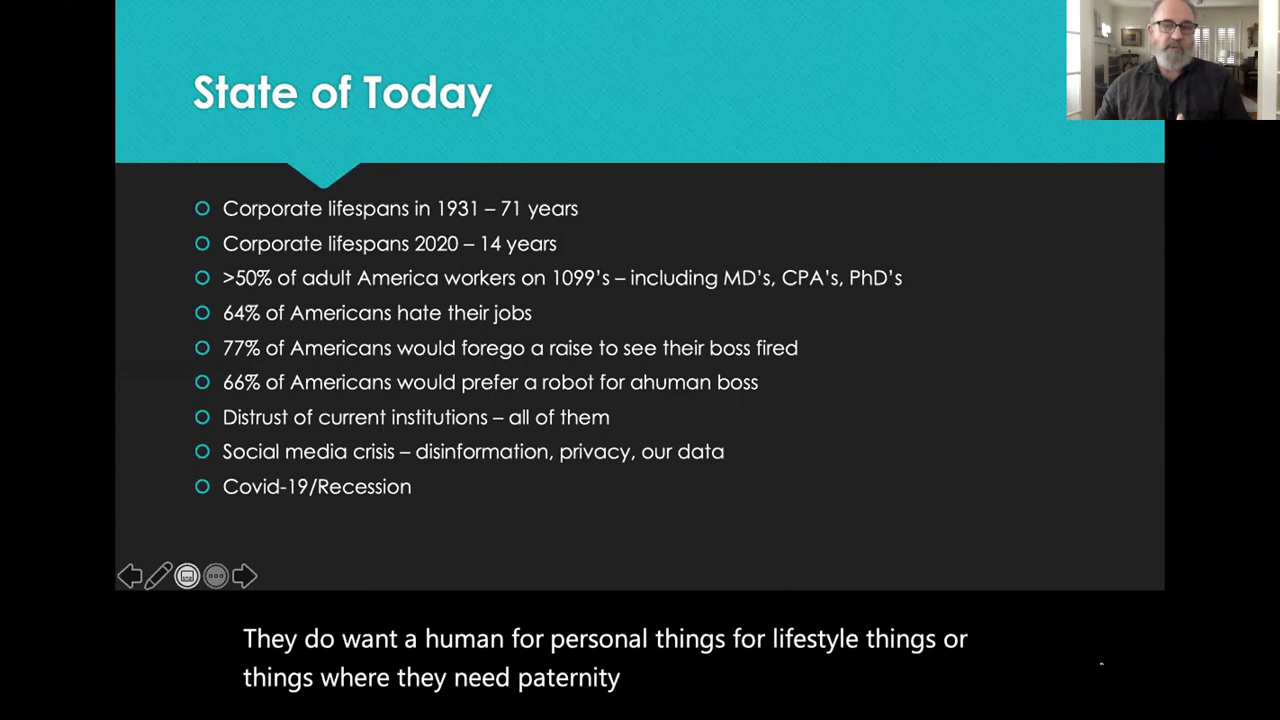 State of Today
Corporate lifespans in 1931 – 71 years
Corporate lifespans 2020 – 14 years
>50% of adult America workers on 1099’s – including MD’s, CPA’s, PhD’s
64% of Americans hate their jobs
77% of Americans would forego a raise to see their boss fired
66% of Americans would prefer a robot for ahuman boss
Distrust of current institutions – all of them
Social media crisis – disinformation, privacy, our data
Covid-19/Recession
They do want a human for personal things for lifestyle things or
things where they need paternity